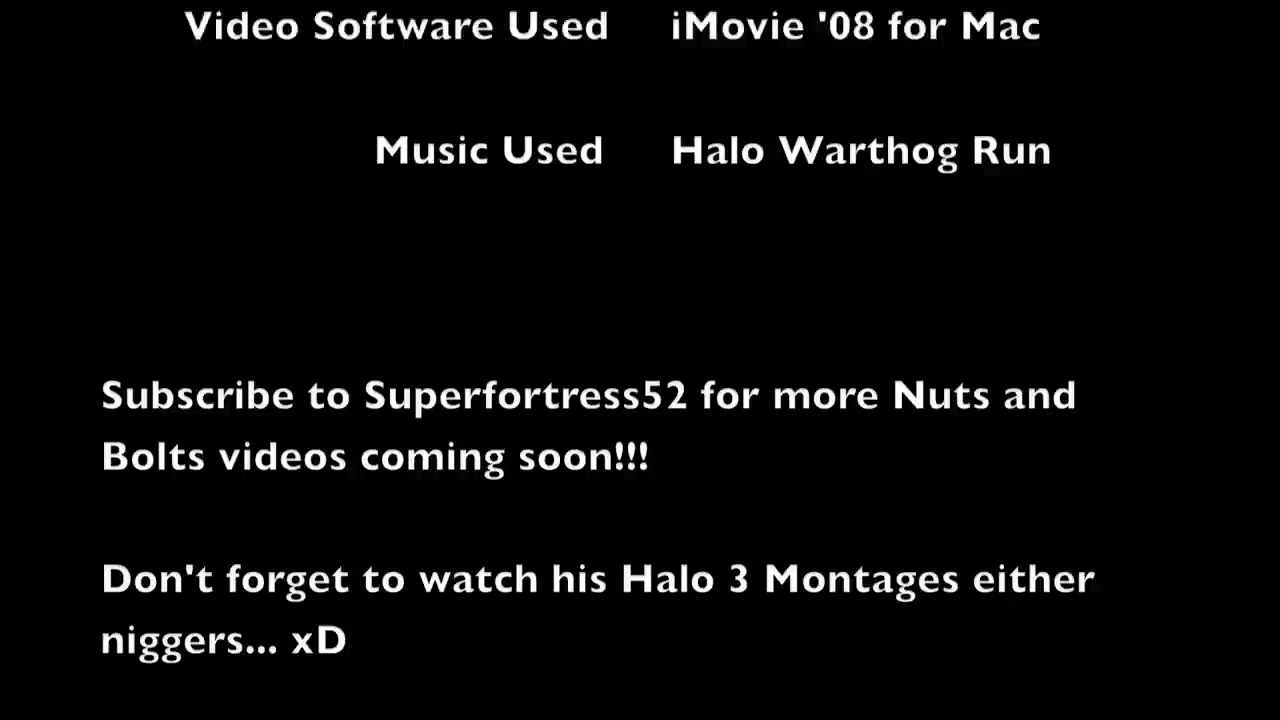 Video Software Used iMovie '08 for Mac
Music Used Halo Warthog Run
Subscribe to Superfortress52 for more Nuts and
Bolts videos coming soon!!!
Don't forget to watch his Halo 3 Montages either
niggers... xD